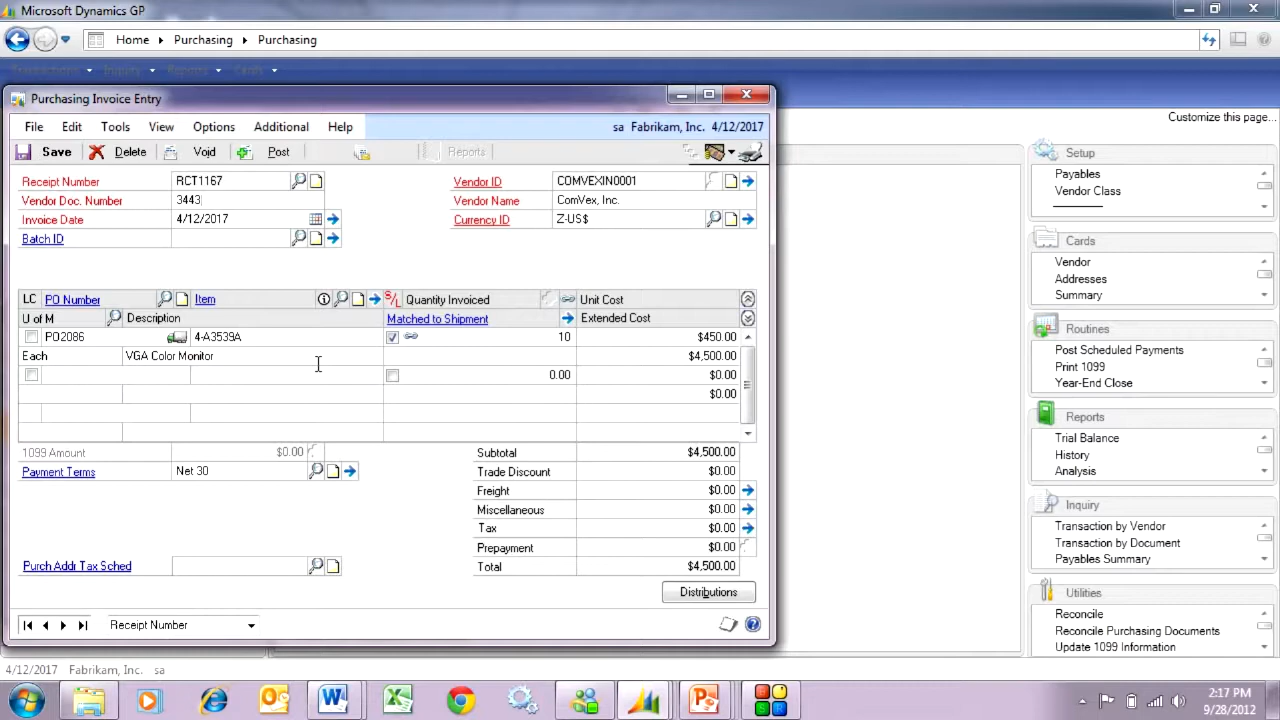 Microsoft Dynamics GP
Home Purchasing Purchasing
Transactions Inquiry Reports Cards
Customize this page...
Purchasing Invoice Entry
File Edit Tools View Options Additional Help
sa Fabrikam, Inc. 4/12/2017
Save Delete Void Post Reports
Receipt Number RCT1167 Vendor ID COMVEXIN0001
Vendor Doc. Number 3443 Vendor Name ComVex, Inc.
Invoice Date 4/12/2017 Currency ID Z-US$
Batch ID
LC PO Number Item S/L Quantity Invoiced Unit Cost
U of M Description Matched to Shipment Extended Cost
PO2086 4-A3539A 10 $450.00
Each VGA Color Monitor $4,500.00
0.00 $0.00
$0.00
1099 Amount $0.00 Subtotal $4,500.00
Payment Terms Net 30 Trade Discount $0.00
Freight $0.00
Miscellaneous $0.00
Tax $0.00
Prepayment $0.00
Purch Addr Tax Sched Total $4,500.00
Distributions
Receipt Number
Setup
Payables
Vendor Class
Cards
Vendor
Addresses
Summary
Routines
Post Scheduled Payments
Print 1099
Year-End Close
Reports
Trial Balance
History
Analysis
Inquiry
Transaction by Vendor
Transaction by Document
Payables Summary
Utilities
Reconcile
Reconcile Purchasing Documents
Update 1099 Information
4/12/2017 Fabrikam, Inc. sa
2:17 PM
9/28/2012